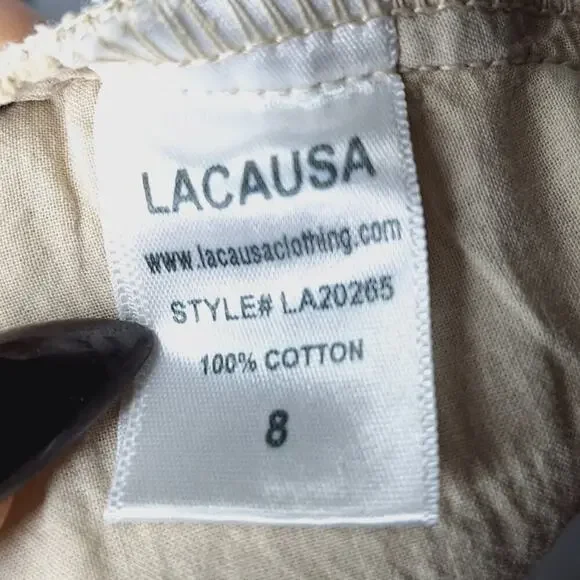 LACAUSA
www.lacausaclothing.com
STYLE# LA20265
100% COTTON
8